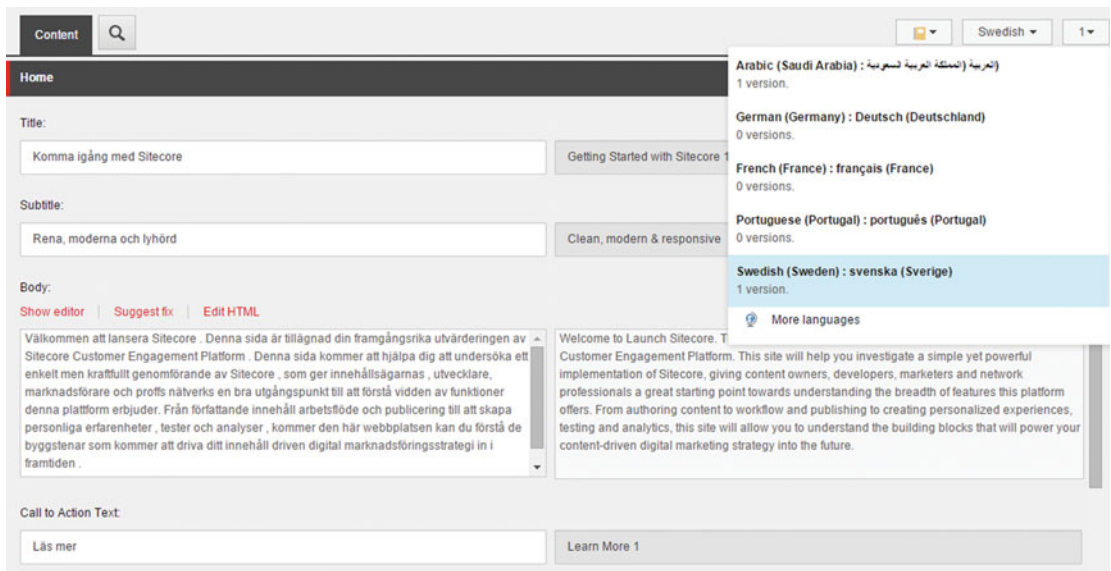 Content
Swedish
1
Home
Arabic (Saudi Arabia) : العربية (المملكة العربية السعودية)
1 version.
German (Germany) : Deutsch (Deutschland)
0 versions.
French (France) : français (France)
0 versions.
Portuguese (Portugal) : português (Portugal)
0 versions.
Swedish (Sweden) : svenska (Sverige)
1 version.
More languages
Title:
Komma igång med Sitecore
Getting Started with Sitecore 1
Subtitle:
Rena, moderna och lyhörd
Clean, modern & responsive
Body:
Show editor | Suggest fix | Edit HTML
Välkommen att lansera Sitecore . Denna sida är tillägnad din framgångsrika utvärderingen av
Sitecore Customer Engagement Platform . Denna sida kommer att hjälpa dig att undersöka ett
enkelt men kraftfullt genomförande av Sitecore , som ger innehållsägarnas , utvecklare,
marknadsförare och proffs nätverks en bra utgångspunkt till att förstå vidden av funktioner
denna plattform erbjuder. Från författande innehåll arbetsflöde och publicering till att skapa
personliga erfarenheter , tester och analyser , kommer den här webbplatsen kan du förstå de
byggstenar som kommer att driva ditt innehåll driven digital marknadsföringsstrategi in i
framtiden .
Welcome to Launch Sitecore. T
Customer Engagement Platform. This site will help you investigate a simple yet powerful
implementation of Sitecore, giving content owners, developers, marketers and network
professionals a great starting point towards understanding the breadth of features this platform
offers. From authoring content to workflow and publishing to creating personalized experiences,
testing and analytics, this site will allow you to understand the building blocks that will power your
content-driven digital marketing strategy into the future.
Call to Action Text:
Läs mer
Learn More 1